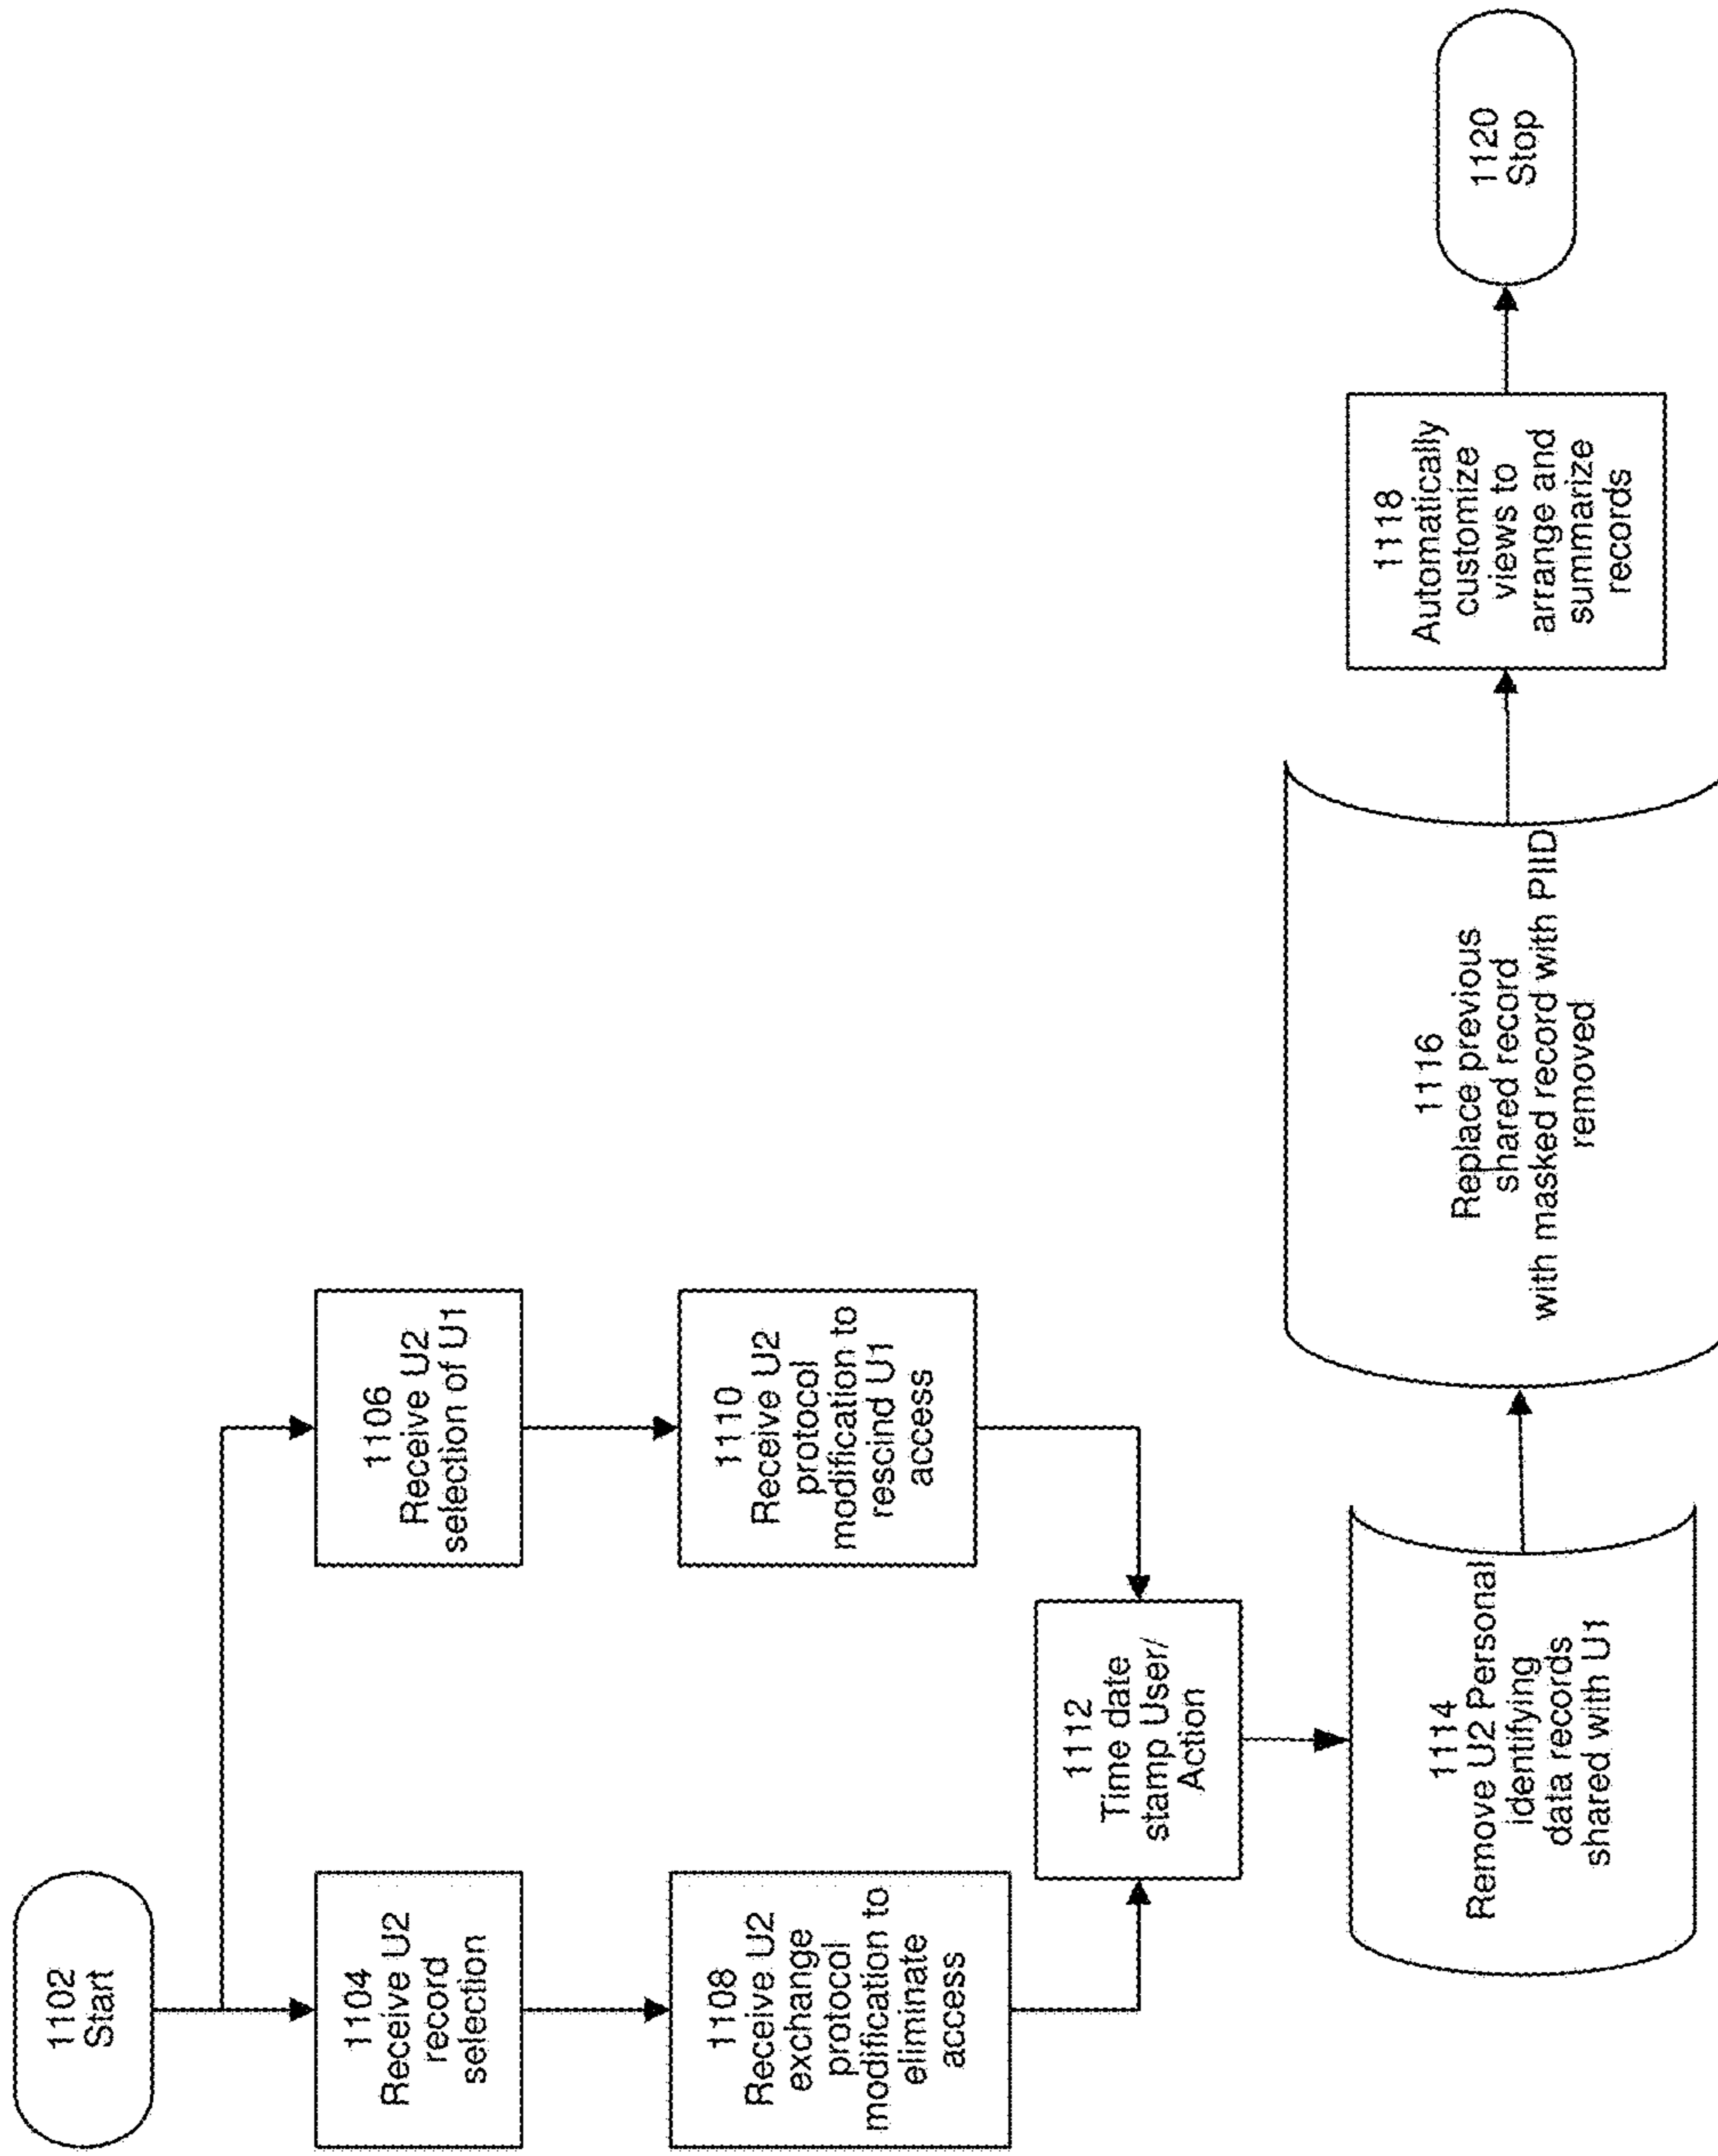 1102
Start
1104
Receive U2
record
selection
1106
Receive U2
selection of U1
1108
Receive U2
exchange
protocol
modification to
eliminate
access
1110
Receive U2
protocol
modification to
rescind U1
access
1112
Time date
stamp User/
Action
1114
Remove U2 Personal
identifying
data records
shared with U1
1116
Replace previous
shared record
with masked record with PIID
removed
1118
Automatically
customize
views to
arrange and
summarize
records
1120
Stop